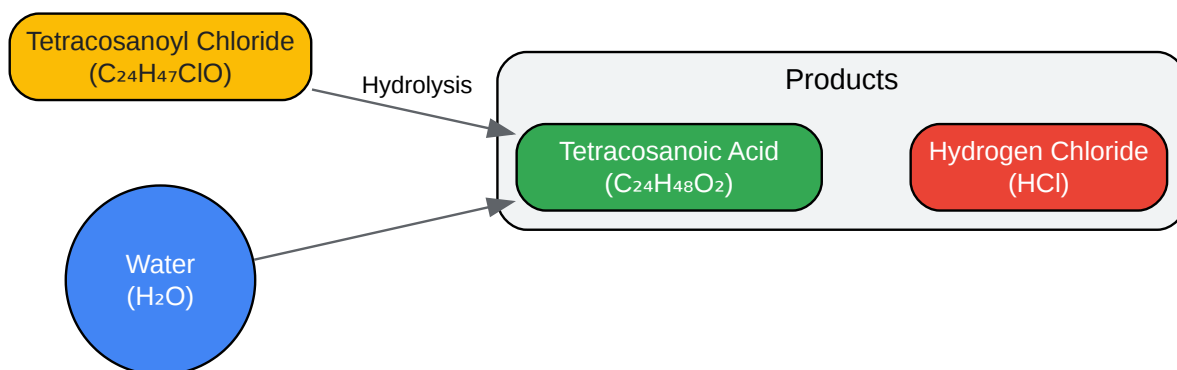 Tetracosanoyl Chloride
(C₂₄H₄₇ClO)
Hydrolysis
Products
Tetracosanoic Acid
(C₂₄H₄₈O₂)
Hydrogen Chloride
(HCl)
Water
(H₂O)